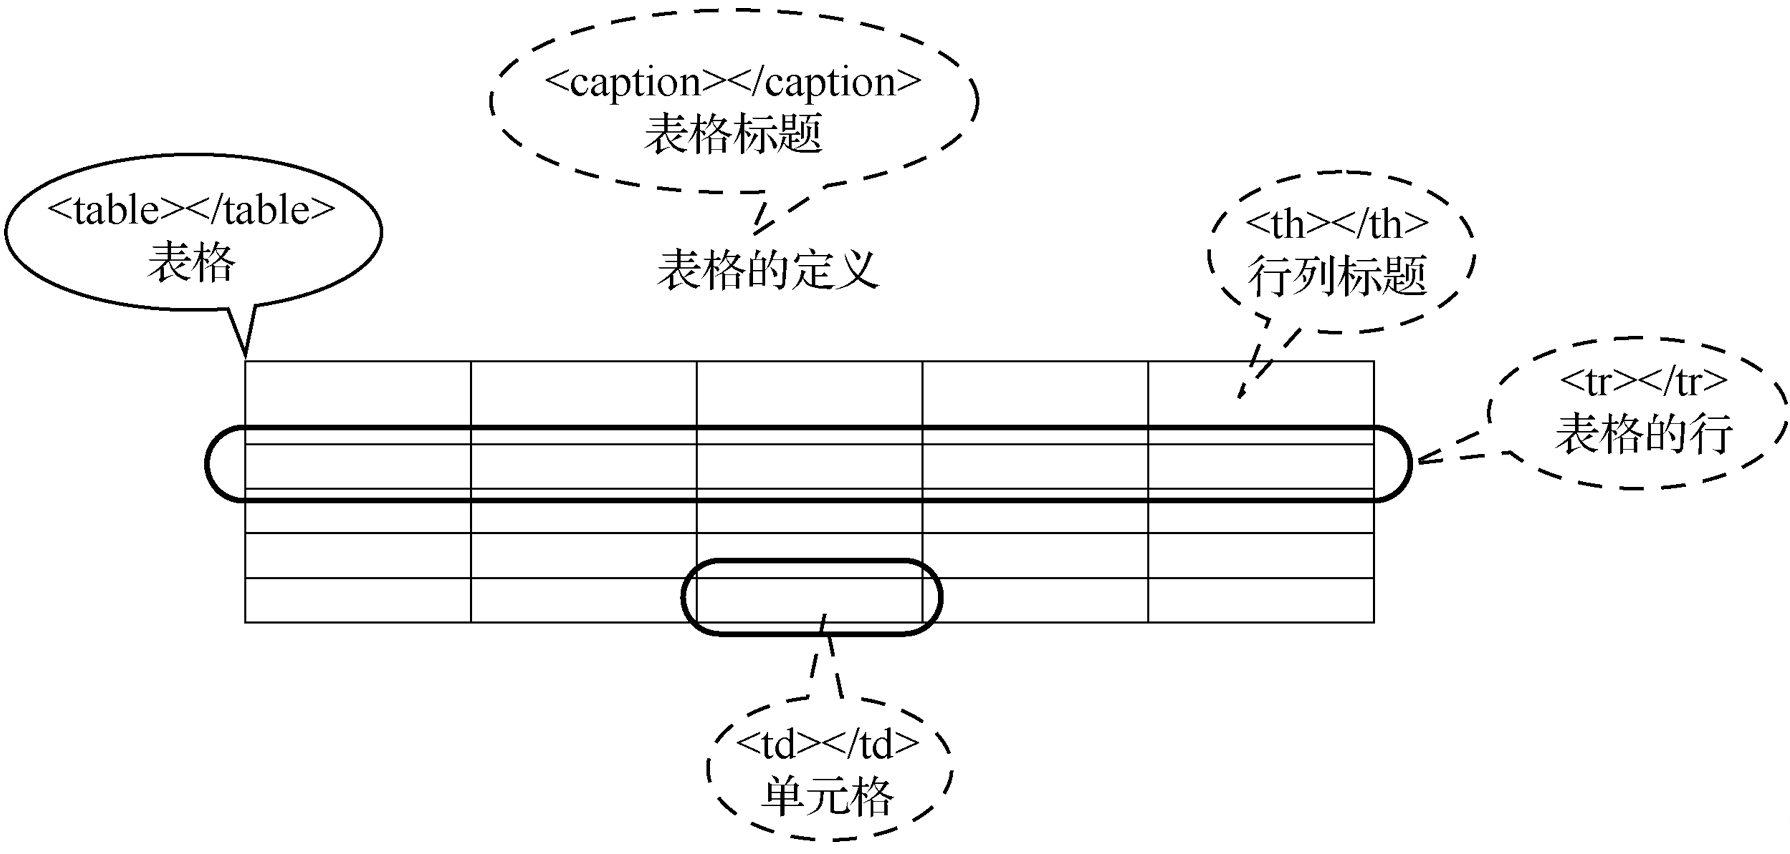 <caption></caption>
表格标题
<table></table>
表格
<th></th>
行列标题
表格的定义
<tr></tr>
表格的行
<td></td>
单元格